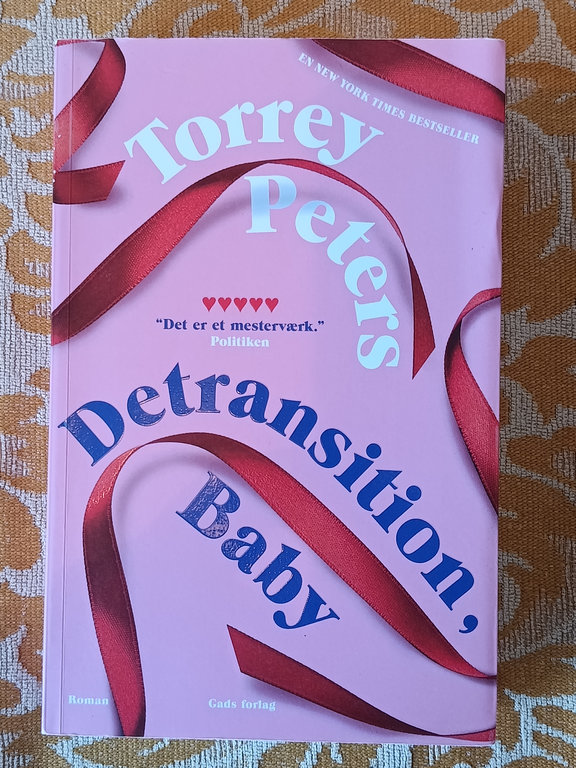 EN NEW YORK TIMES BESTSELLER
Torrey
Peters
♥♥♥♥♥
“Det er et mesterværk.”
Politiken
Detransition,
Baby
Roman
Gads forlag